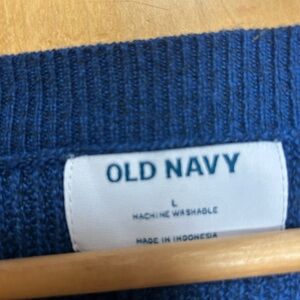 OLD NAVY
L
MACHINE WASHABLE
MADE IN INDONESIA